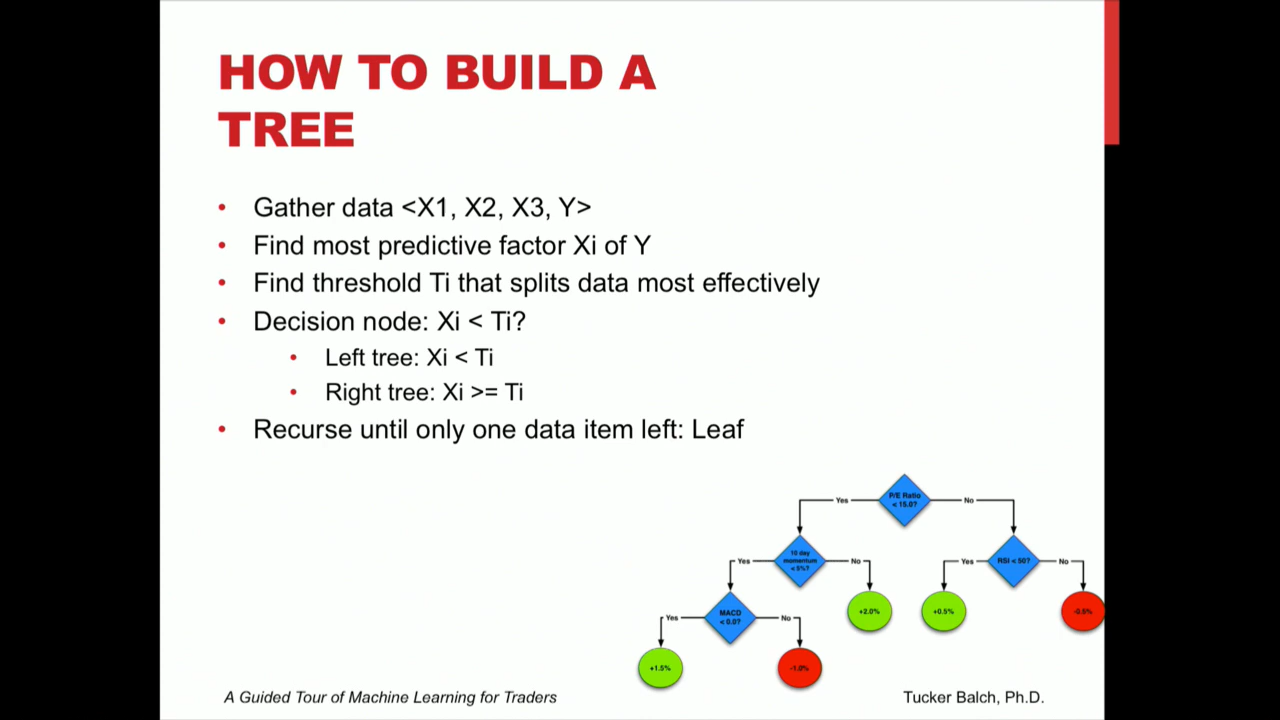 HOW TO BUILD A
TREE
• Gather data <X1, X2, X3, Y>
• Find most predictive factor Xi of Y
• Find threshold Ti that splits data most effectively
• Decision node: Xi < Ti?
• Left tree: Xi < Ti
• Right tree: Xi >= Ti
• Recurse until only one data item left: Leaf
P/E Ratio
< 15.0?
Yes
No
10 day
momentum
< 5%?
Yes
No
RSI < 50?
Yes
No
MACD
< 0.0?
Yes
No
+2.0%
+0.5%
-0.5%
+1.5%
-1.0%
A Guided Tour of Machine Learning for Traders
Tucker Balch, Ph.D.